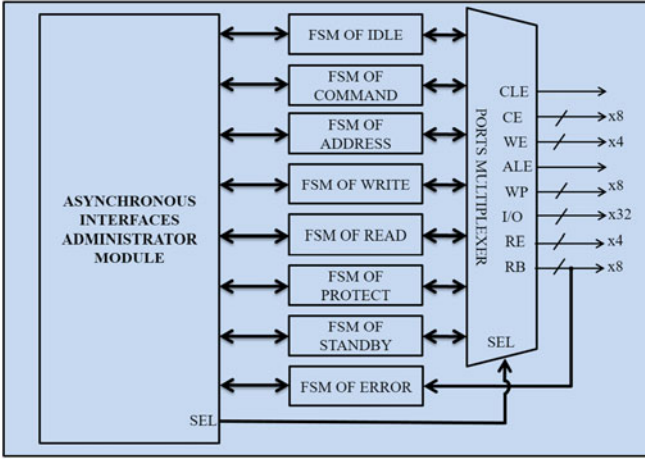 ASYNCHRONOUS
INTERFACES
ADMINISTRATOR
MODULE
SEL
FSM OF IDLE
FSM OF
COMMAND
FSM OF
ADDRESS
FSM OF WRITE
FSM OF READ
FSM OF
PROTECT
FSM OF
STANDBY
FSM OF ERROR
PORTS MULTIPLEXER
SEL
CLE
CE x8
WE x4
ALE
WP x8
I/O x32
RE x4
RB x8